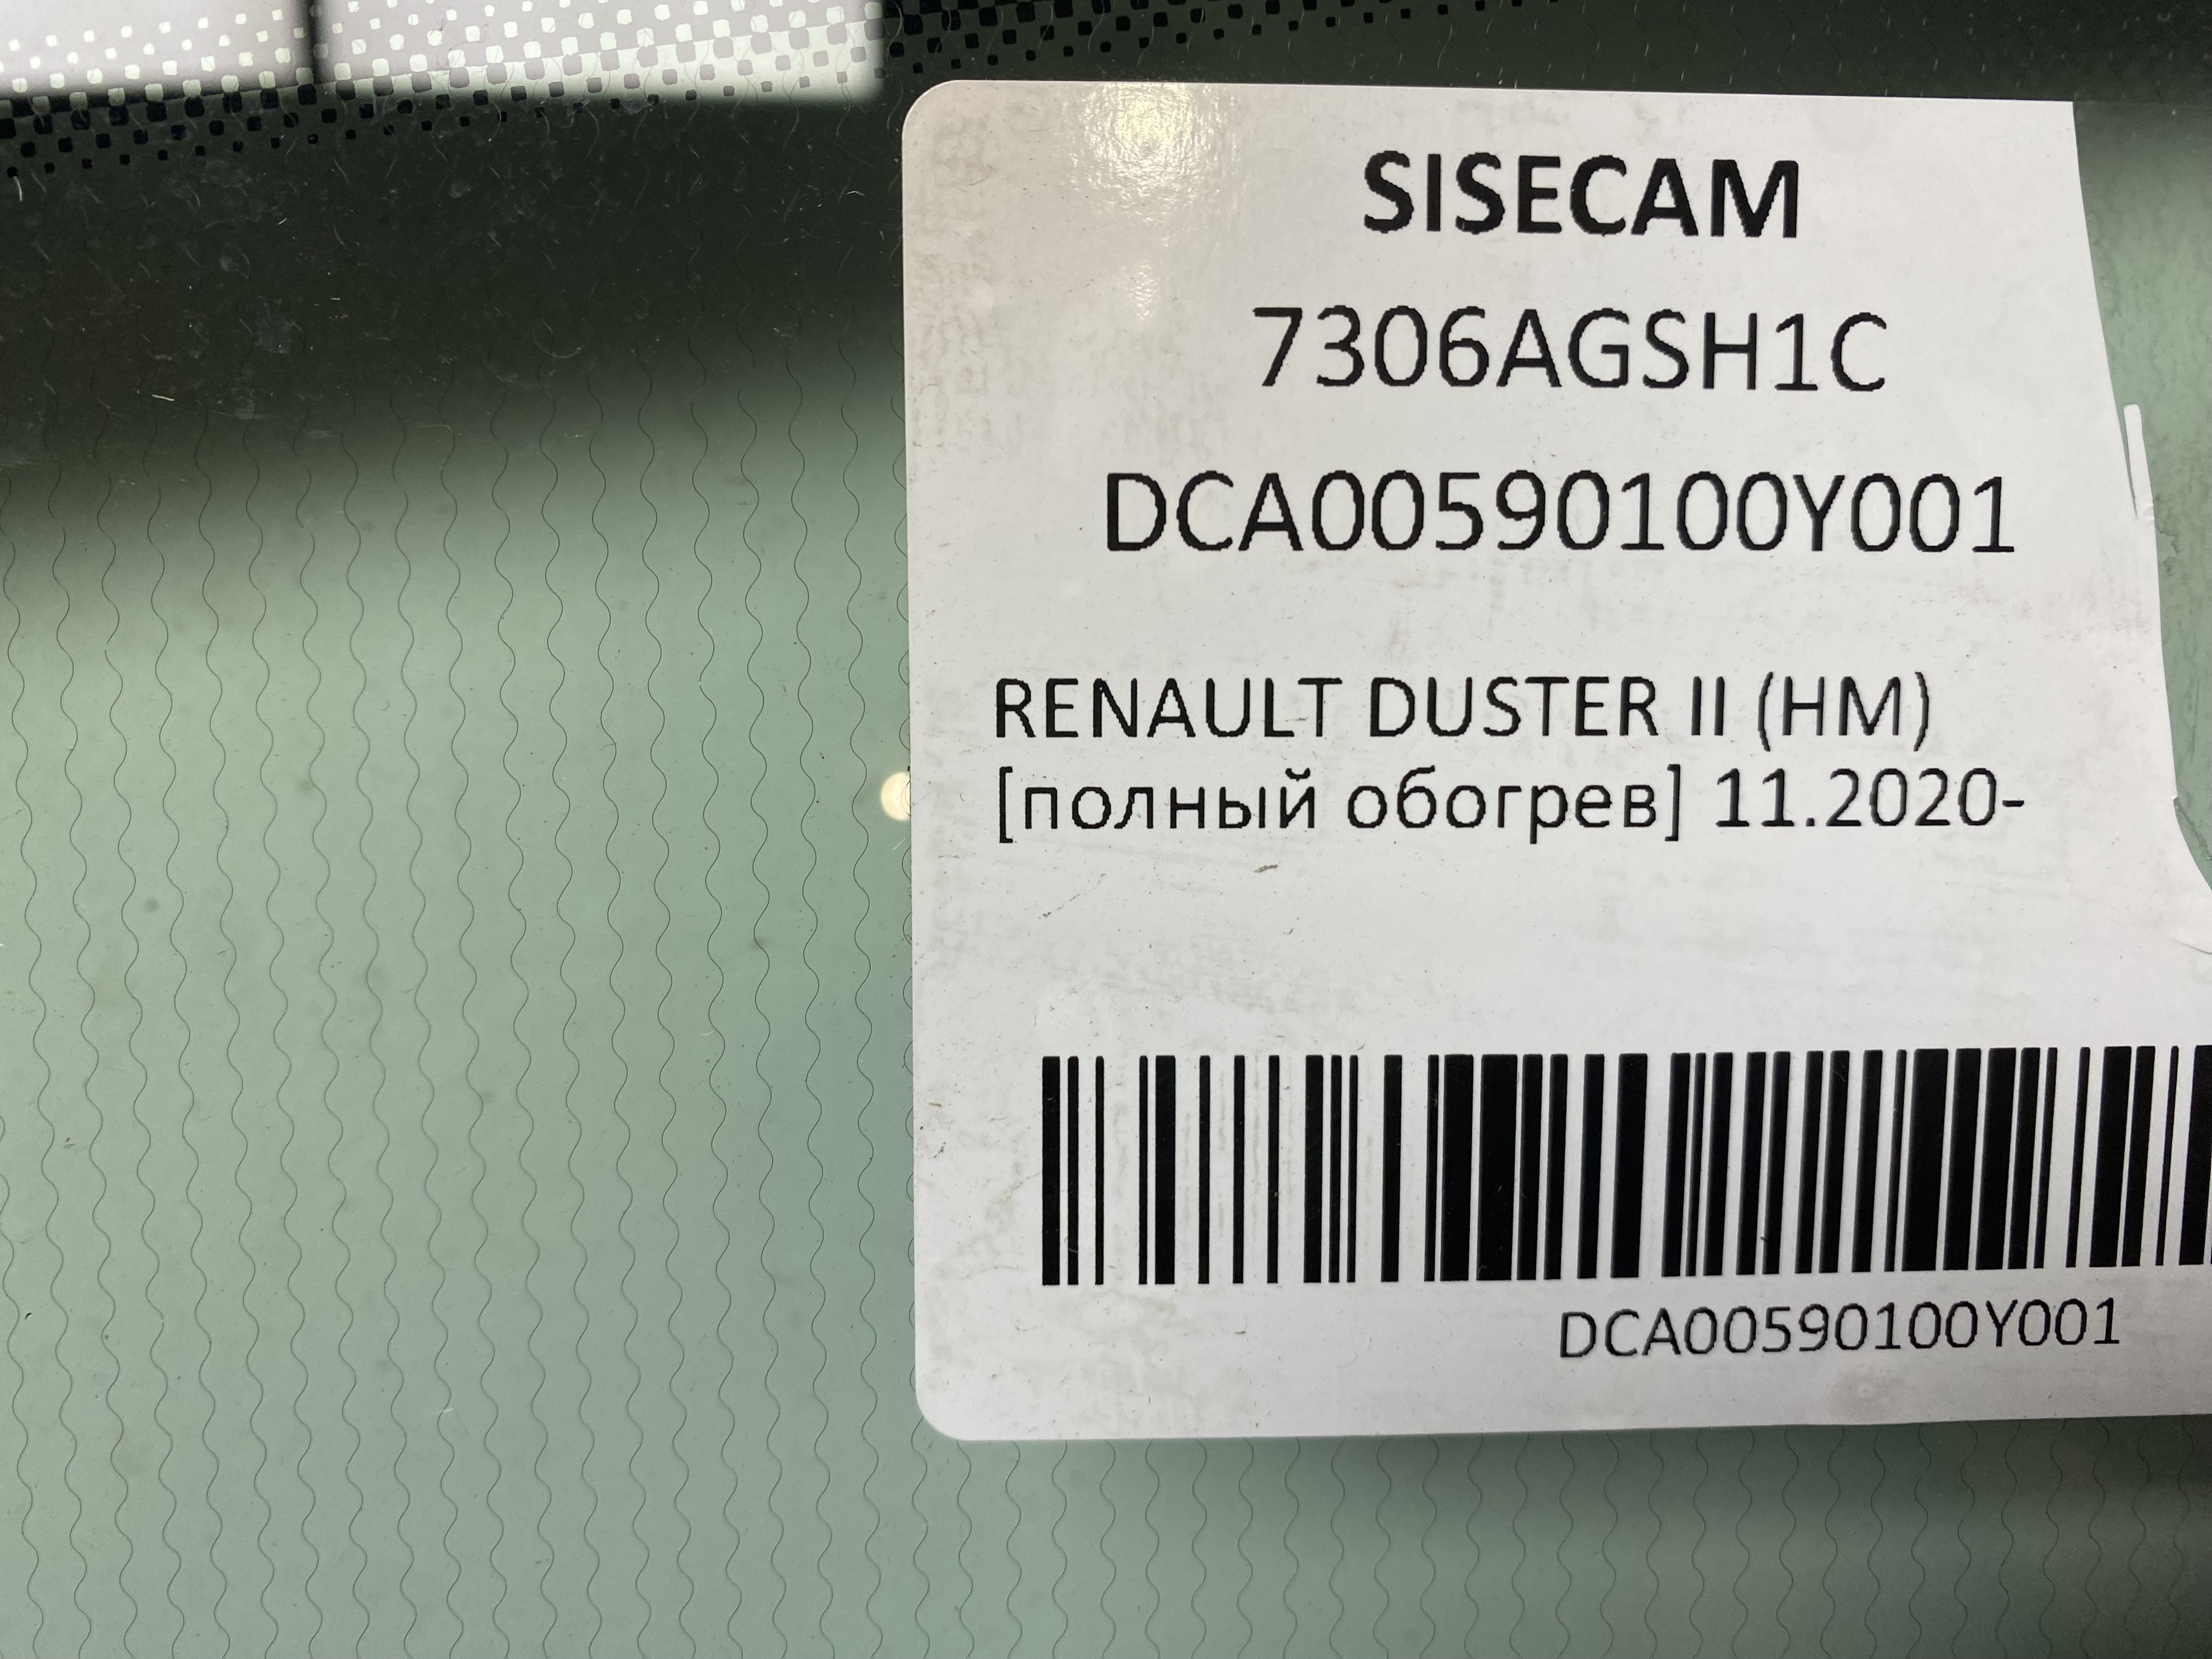 SISECAM
7306AGSH1C
DCA00590100Y001
RENAULT DUSTER II (HM)
[полный обогрев] 11.2020-
DCA00590100Y001